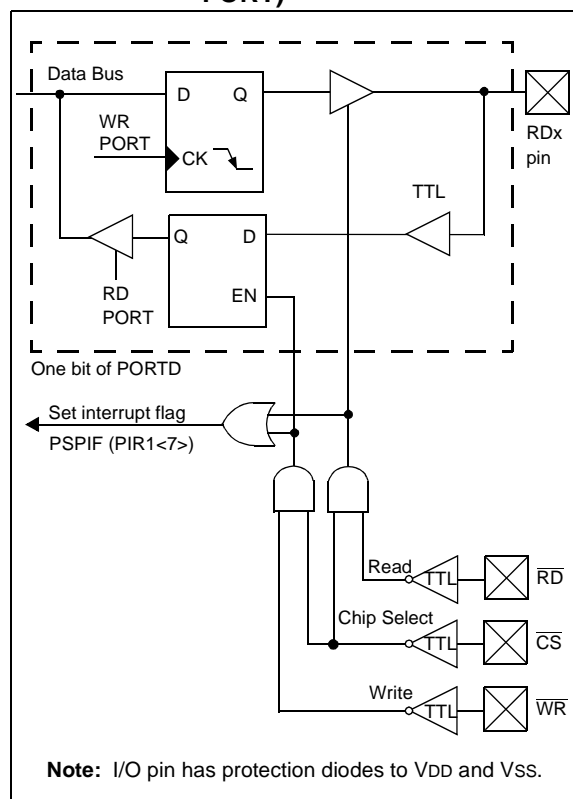 PORT)
Data Bus
D Q
WR
PORT
CK
RDx
pin
TTL
Q D
EN
RD
PORT
One bit of PORTD
Set interrupt flag
PSPIF (PIR1<7>)
Read
TTL
RD
Chip Select
TTL
CS
Write
TTL
WR
Note: I/O pin has protection diodes to VDD and VSS.